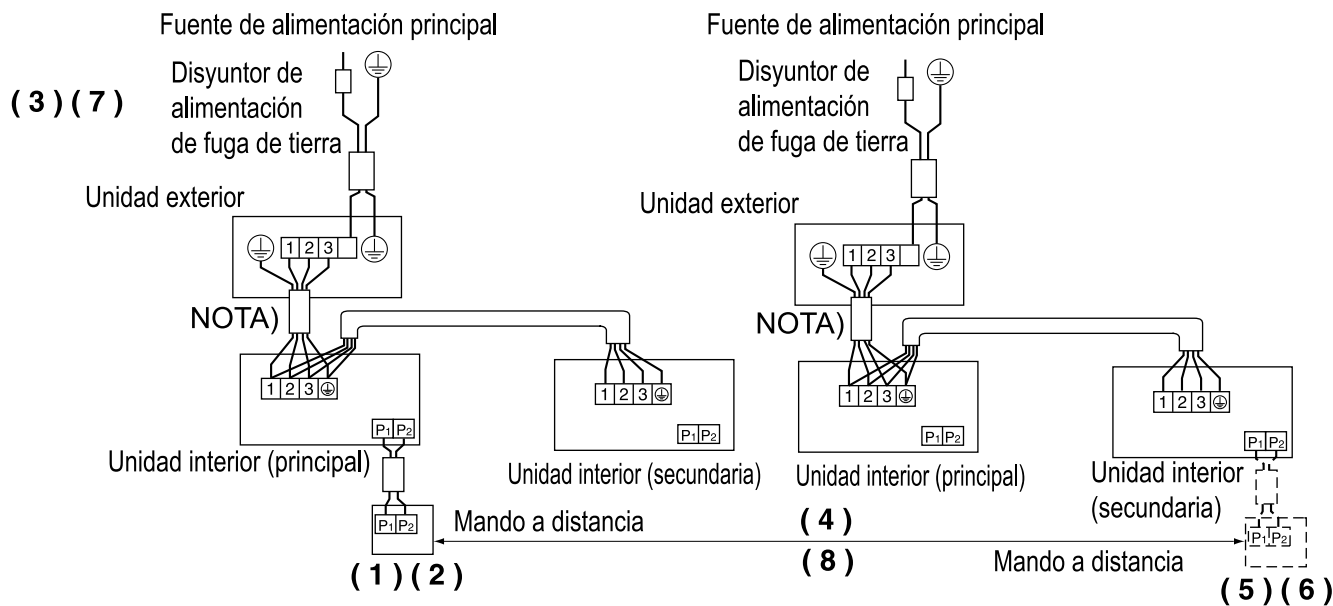 Fuente de alimentación principal
Disyuntor de
alimentación
de fuga de tierra
( 3 ) ( 7 )
Unidad exterior
1 2 3
NOTA)
1 2 3
P1 P2
Unidad interior (principal)
P1 P2
Mando a distancia
( 1 ) ( 2 )
1 2 3
P1 P2
Unidad interior (secundaria)
Fuente de alimentación principal
Disyuntor de
alimentación
de fuga de tierra
Unidad exterior
1 2 3
NOTA)
1 2 3
P1 P2
Unidad interior (principal)
( 4 )
( 8 )
1 2 3
P1 P2
Unidad interior
(secundaria)
P1 P2
Mando a distancia
( 5 ) ( 6 )